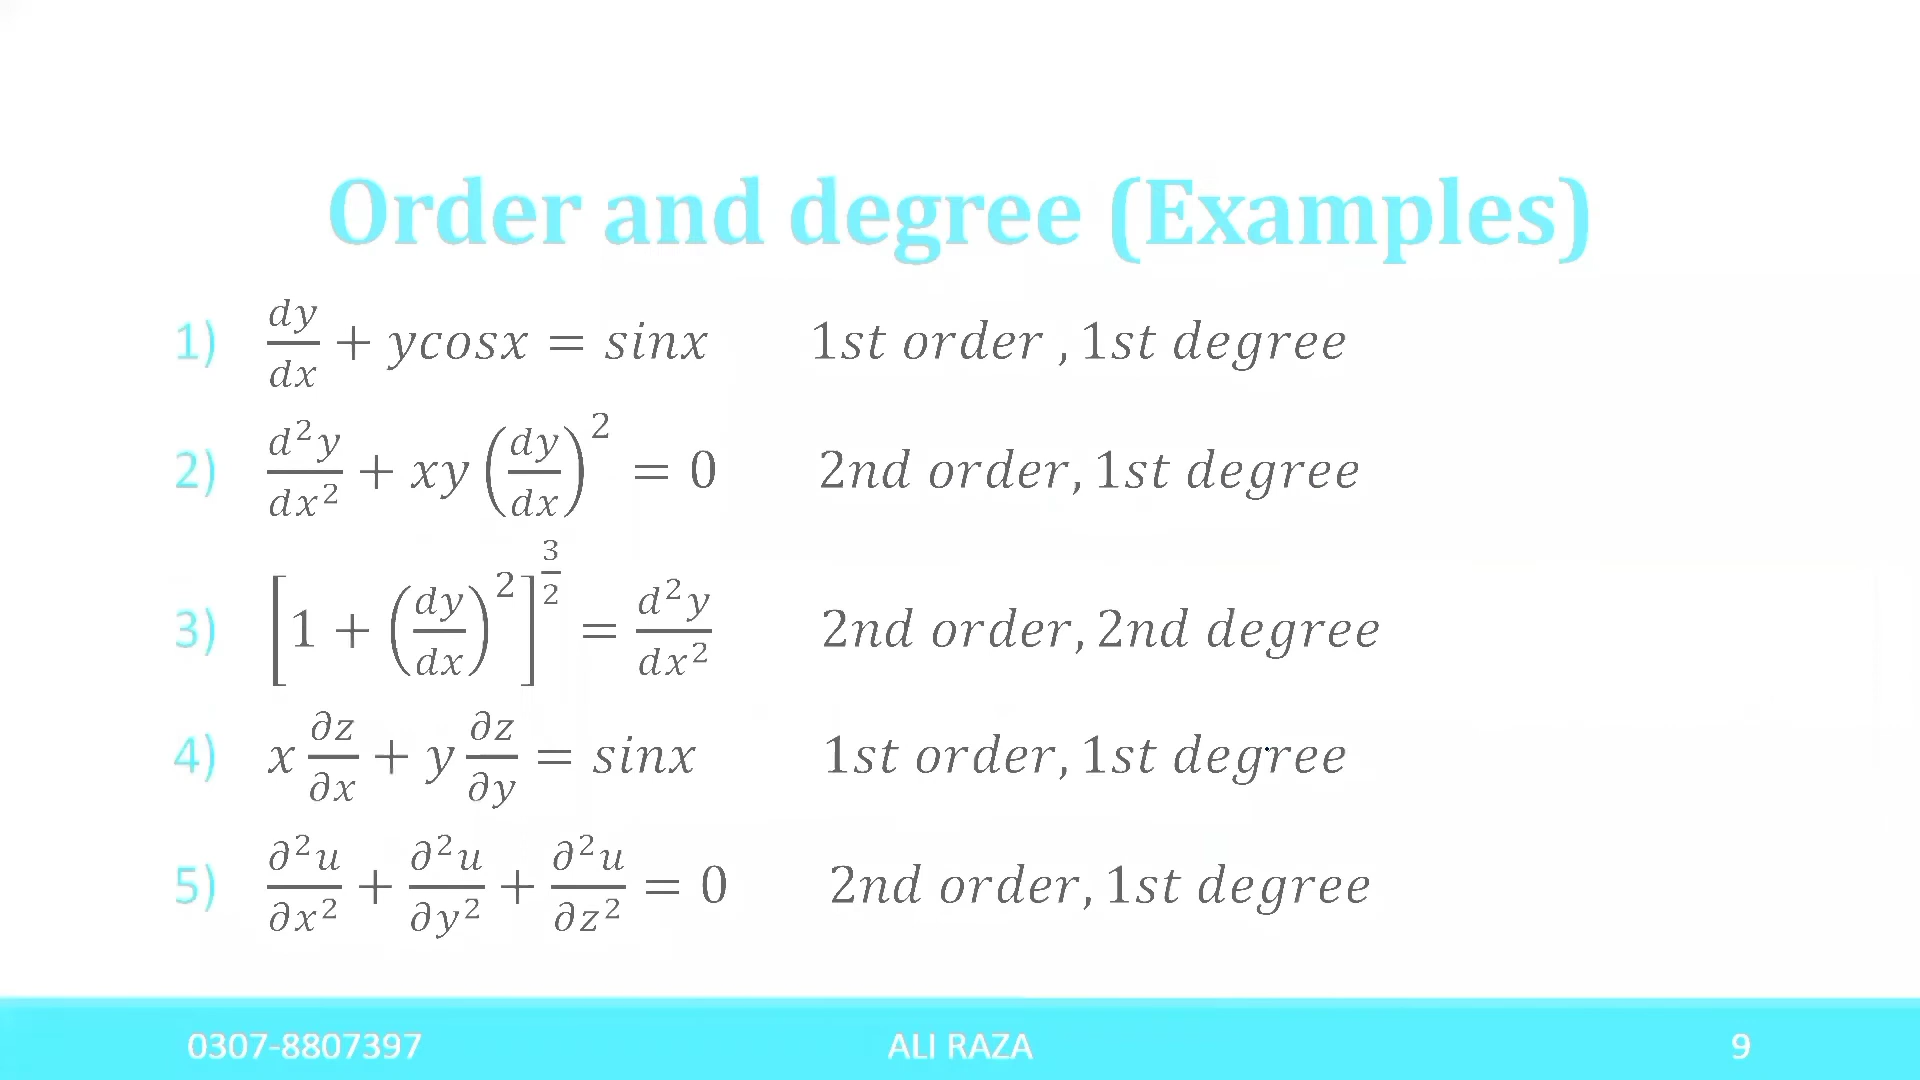 Order and degree (Examples)
1) dy/dx + ycosx = sinx 1st order , 1st degree
2) d²y/dx² + xy(dy/dx)² = 0 2nd order, 1st degree
3) [1 + (dy/dx)²]^(3/2) = d²y/dx² 2nd order, 2nd degree
4) x ∂z/∂x + y ∂z/∂y = sinx 1st order, 1st degree
5) ∂²u/∂x² + ∂²u/∂y² + ∂²u/∂z² = 0 2nd order, 1st degree
0307-8807397 ALI RAZA 9